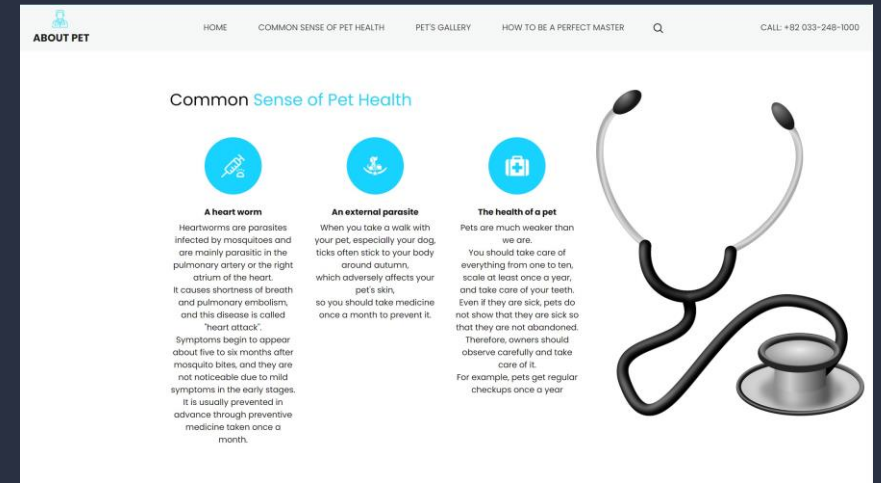 ABOUT PET
HOME
COMMON SENSE OF PET HEALTH
PET'S GALLERY
HOW TO BE A PERFECT MASTER
CALL: +82 033-248-1000
Common Sense of Pet Health
A heart worm
Heartworms are parasites
infected by mosquitoes and
are mainly parasitic in the
pulmonary artery or the right
atrium of the heart.
It causes shortness of breath
and pulmonary embolism,
and this disease is called
"heart attack".
Symptoms begin to appear
about five to six months after
mosquito bites, and they are
not noticeable due to mild
symptoms in the early stages.
It is usually prevented in
advance through preventive
medicine taken once a
month.
An external parasite
When you take a walk with
your pet, especially your dog,
ticks often stick to your body
around autumn,
which adversely affects your
pet's skin,
so you should take medicine
once a month to prevent it.
The health of a pet
Pets are much weaker than
we are.
You should take care of
everything from one to ten,
scale at least once a year,
and take care of your teeth.
Even if they are sick, pets do
not show that they are sick so
that they are not abandoned.
Therefore, owners should
observe carefully and take
care of it.
For example, pets get regular
checkups once a year